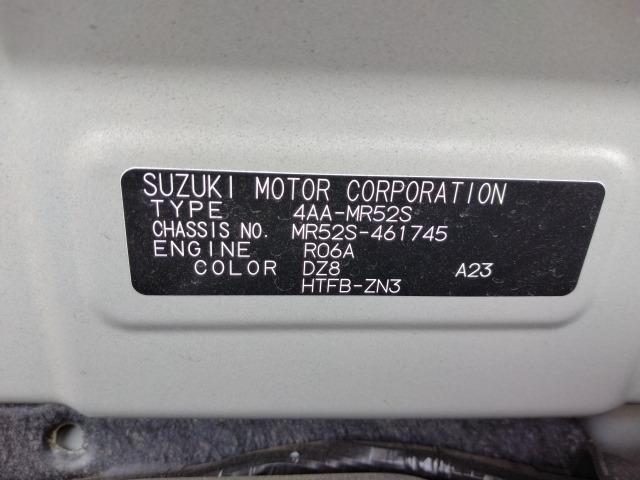 SUZUKI MOTOR CORPORATION
TYPE 4AA-MR52S
CHASSIS NO. MR52S-461745
ENGINE R06A
COLOR DZ8 A23
HTFB-ZN3